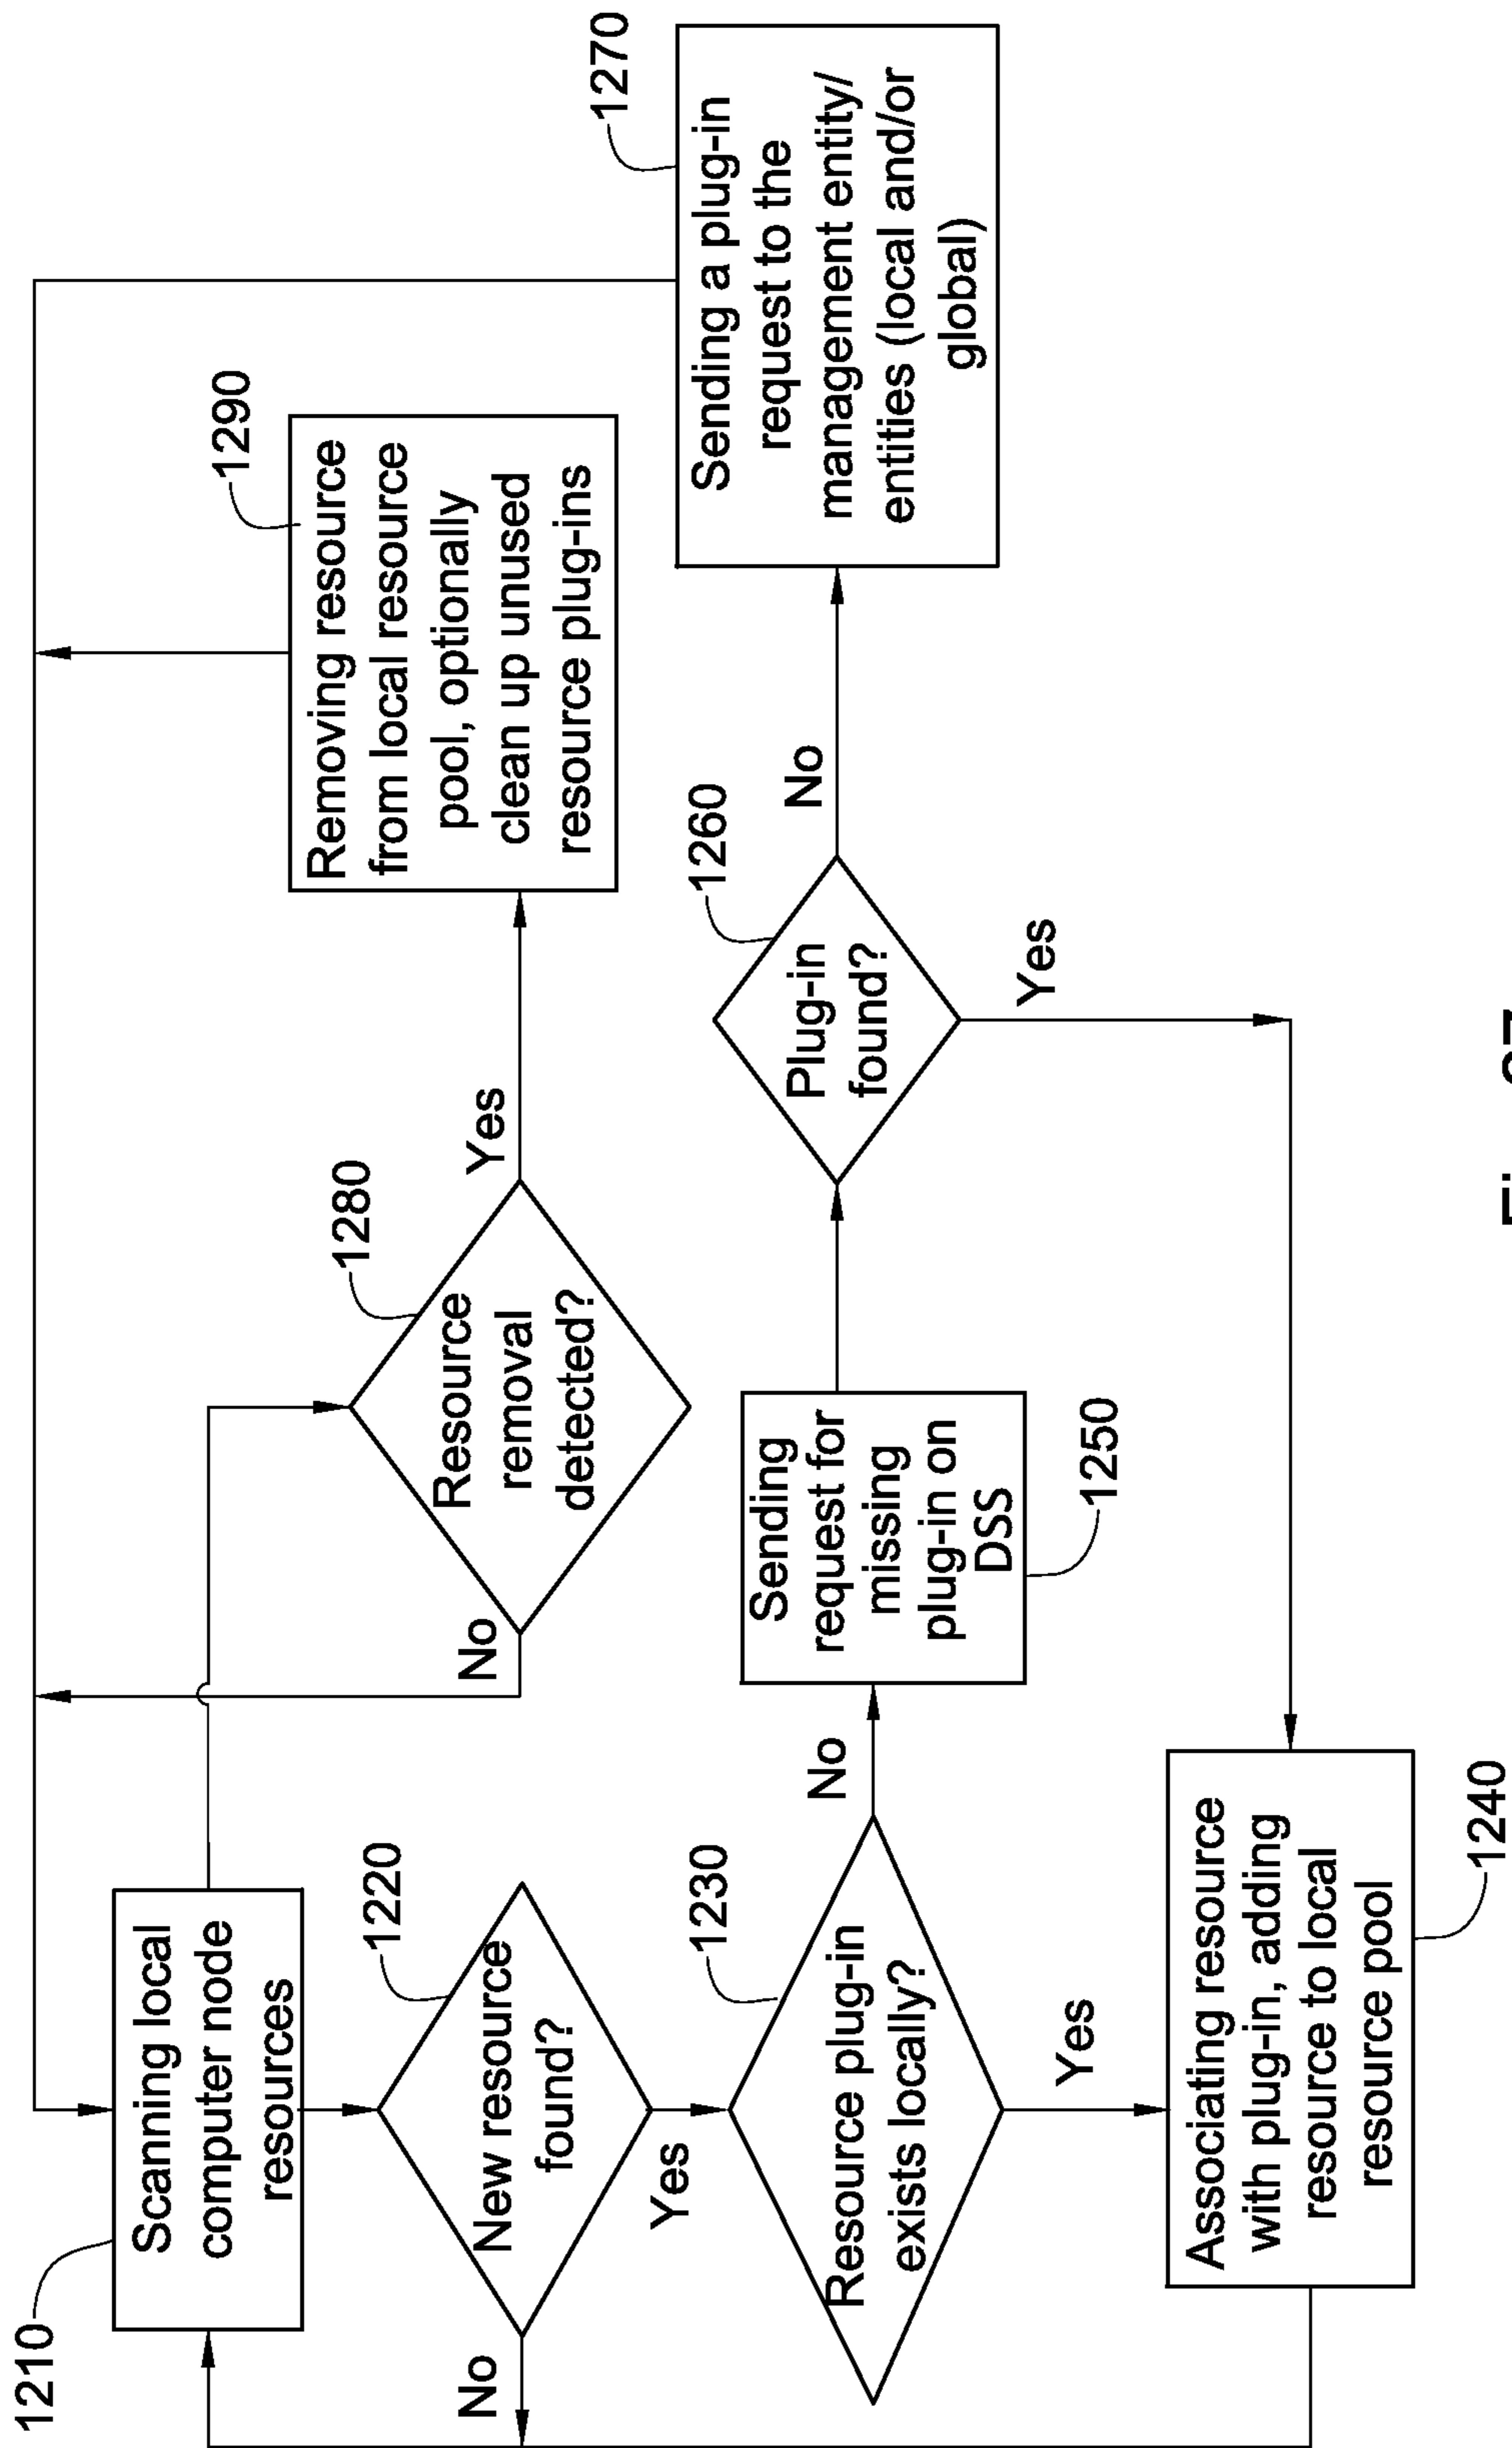 1210
Scanning local
computer node
resources
1220
New resource
found?
No
Yes
1230
Resource plug-in
exists locally?
No
Yes
Associating resource
with plug-in, adding
resource to local
resource pool
1240
1280
Resource
removal
detected?
No
Yes
1290
Removing resource
from local resource
pool, optionally
clean up unused
resource plug-ins
Sending
request for
missing
plug-in on
DSS
1250
1260
Plug-in
found?
No
Yes
1270
Sending a plug-in
request to the
management entity/
entities (local and/or
global)